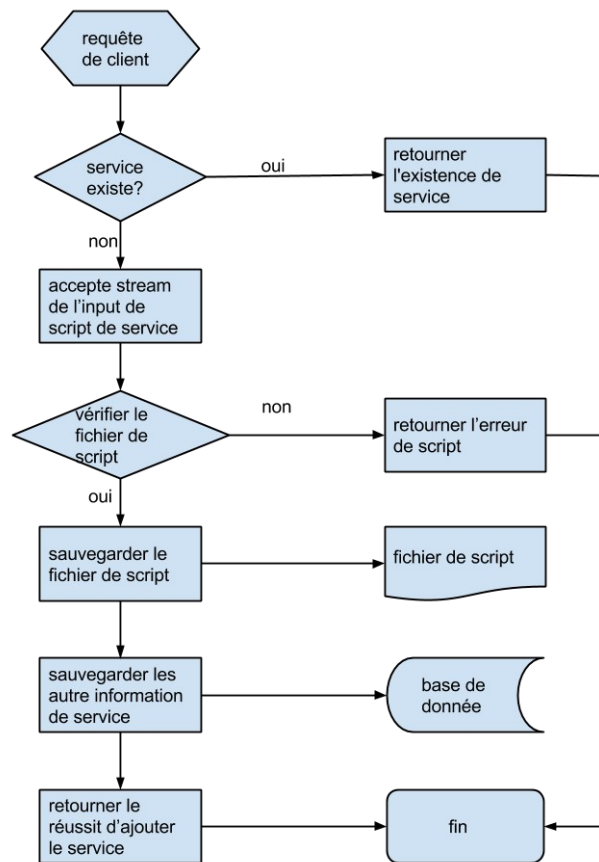 requête
de client
service
existe?
oui
retourner
l'existence de
service
non
accepte stream
de l'input de
script de service
vérifier le
fichier de
script
non
retourner l'erreur
de script
oui
sauvegarder le
fichier de script
fichier de script
sauvegarder les
autre information
de service
base de
donnée
retourner le
réussit d'ajouter
le service
fin